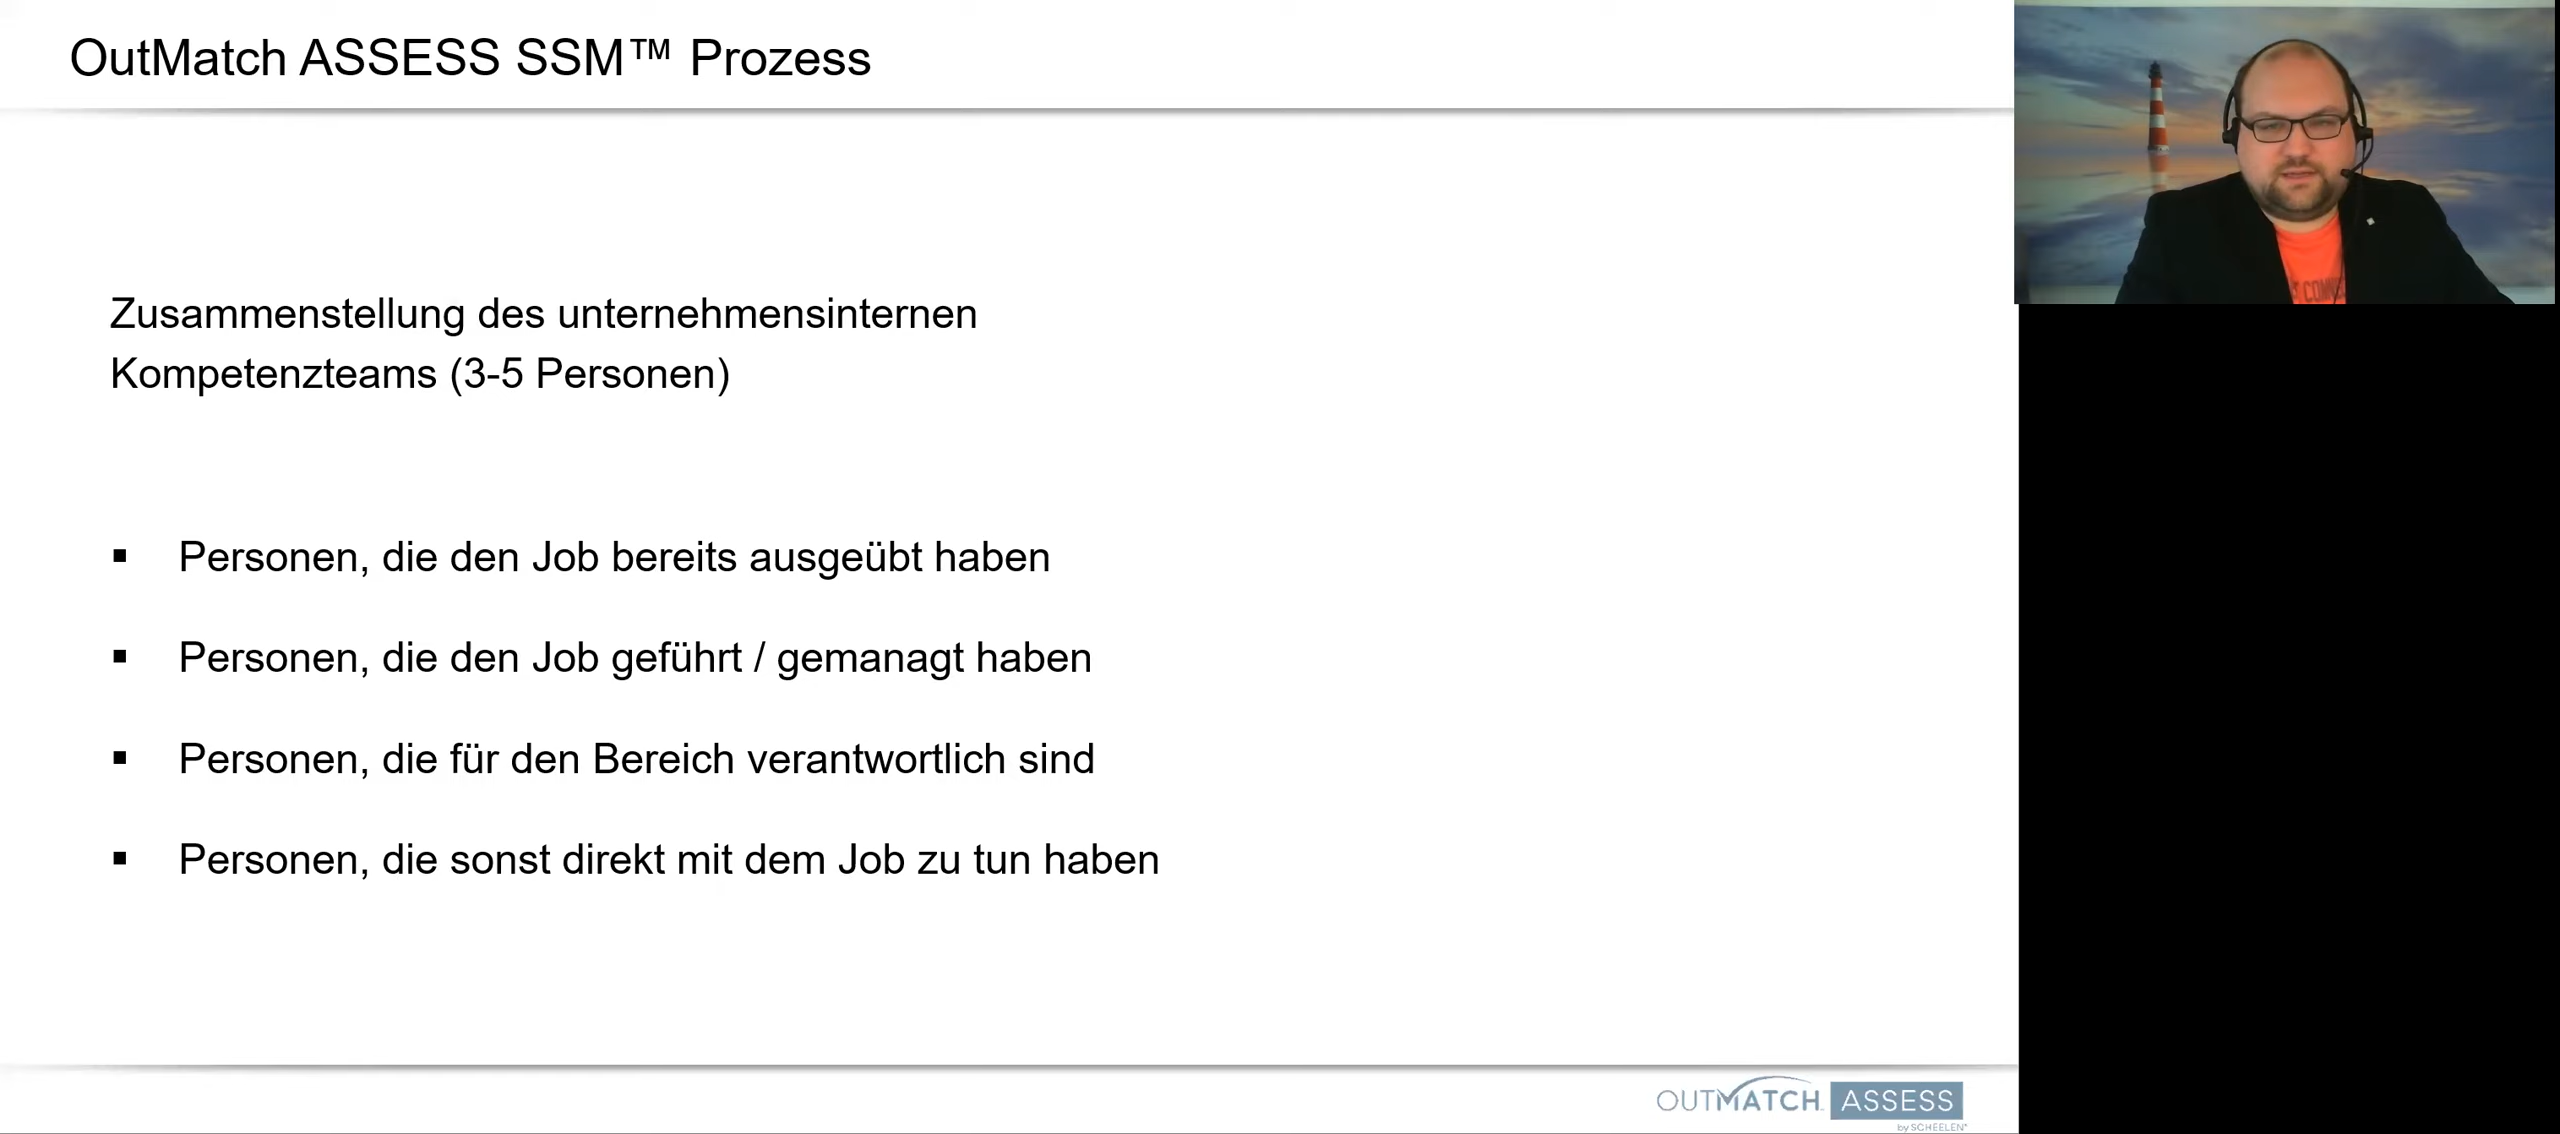 OutMatch ASSESS SSM™ Prozess
Zusammenstellung des unternehmensinternen
Kompetenzteams (3-5 Personen)
▪ Personen, die den Job bereits ausgeübt haben
▪ Personen, die den Job geführt / gemanagt haben
▪ Personen, die für den Bereich verantwortlich sind
▪ Personen, die sonst direkt mit dem Job zu tun haben
OUTMATCH ASSESS
by SCHEELEN®